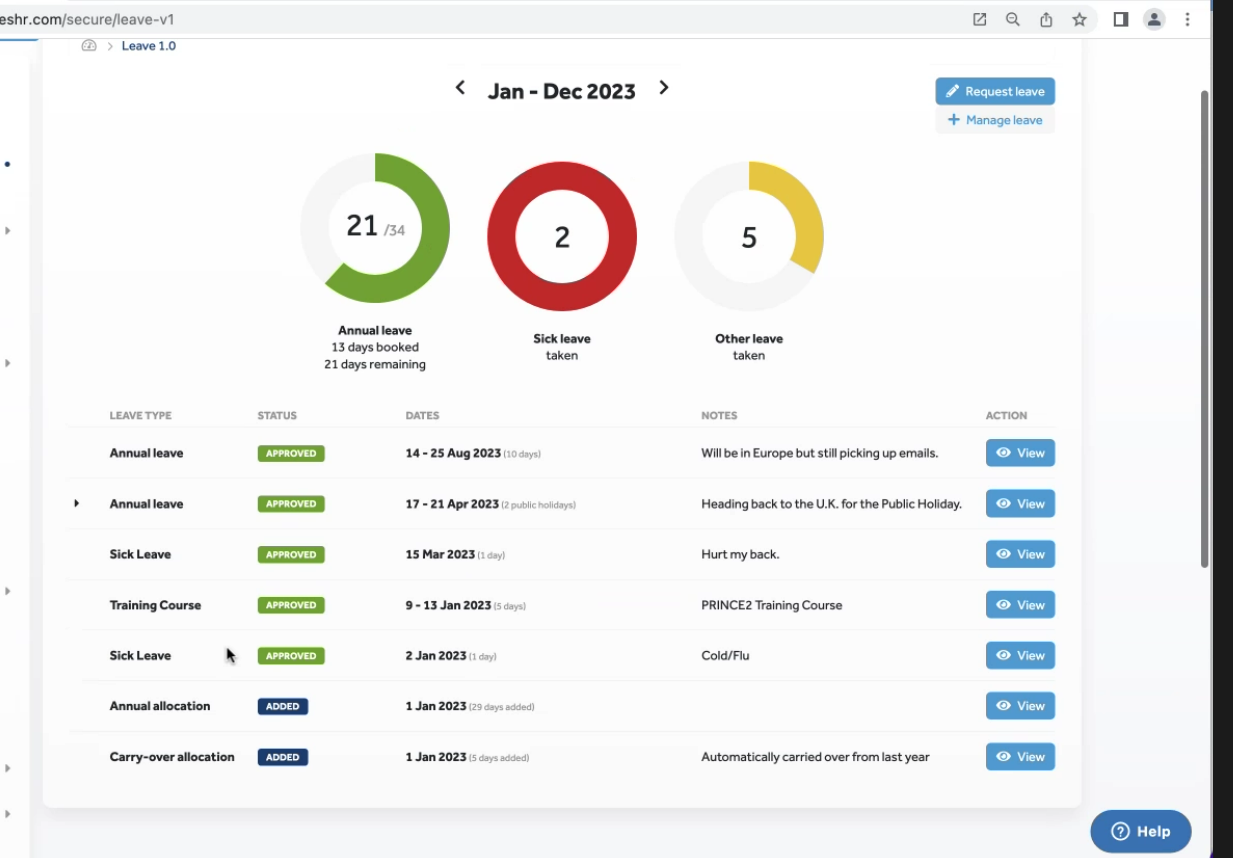 eshr.com/secure/leave-v1
Leave 1.0
Jan - Dec 2023
Request leave
+ Manage leave
21 /34
2
5
Annual leave
13 days booked
21 days remaining
Sick leave
taken
Other leave
taken
LEAVE TYPE STATUS DATES NOTES ACTION
Annual leave APPROVED 14 - 25 Aug 2023 (10 days) Will be in Europe but still picking up emails. View
Annual leave APPROVED 17 - 21 Apr 2023 (2 public holidays) Heading back to the U.K. for the Public Holiday. View
Sick Leave APPROVED 15 Mar 2023 (1 day) Hurt my back. View
Training Course APPROVED 9 - 13 Jan 2023 (5 days) PRINCE2 Training Course View
Sick Leave APPROVED 2 Jan 2023 (1 day) Cold/Flu View
Annual allocation ADDED 1 Jan 2023 (29 days added) View
Carry-over allocation ADDED 1 Jan 2023 (5 days added) Automatically carried over from last year View
Help